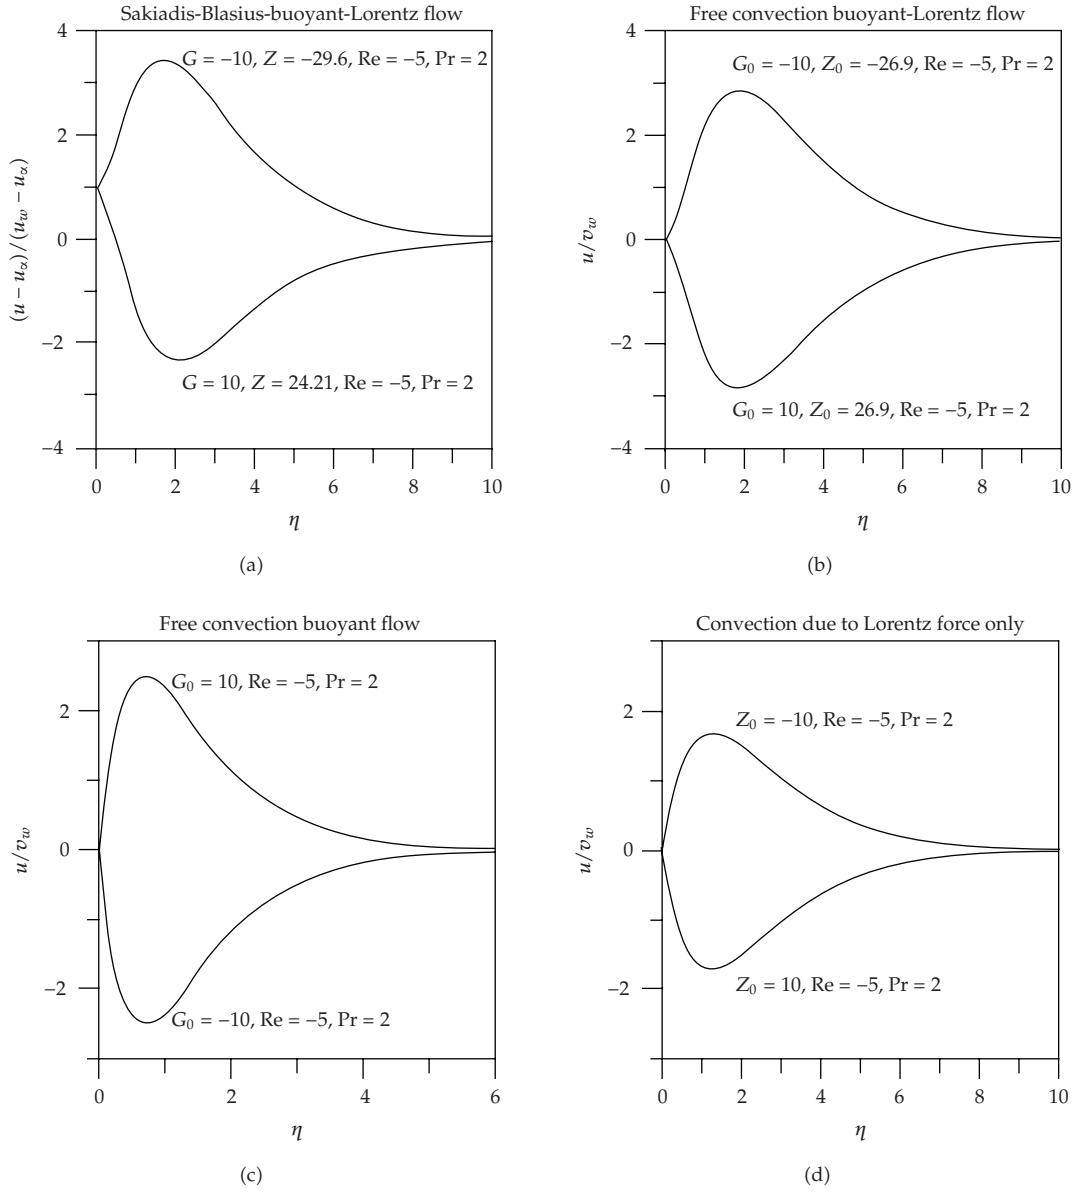 Sakiadis-Blasius-buoyant-Lorentz flow
4
2
0
−2
−4
(u − u∝)/(u_w − u∝)
G = −10, Z = −29.6, Re = −5, Pr = 2
G = 10, Z = 24.21, Re = −5, Pr = 2
0 2 4 6 8 10
η
(a)
Free convection buoyant-Lorentz flow
4
2
0
−2
−4
u/v_w
G₀ = −10, Z₀ = −26.9, Re = −5, Pr = 2
G₀ = 10, Z₀ = 26.9, Re = −5, Pr = 2
0 2 4 6 8 10
η
(b)
Free convection buoyant flow
2
0
−2
u/v_w
G₀ = 10, Re = −5, Pr = 2
G₀ = −10, Re = −5, Pr = 2
0 2 4 6
η
(c)
Convection due to Lorentz force only
2
0
−2
u/v_w
Z₀ = −10, Re = −5, Pr = 2
Z₀ = 10, Re = −5, Pr = 2
0 2 4 6 8 10
η
(d)